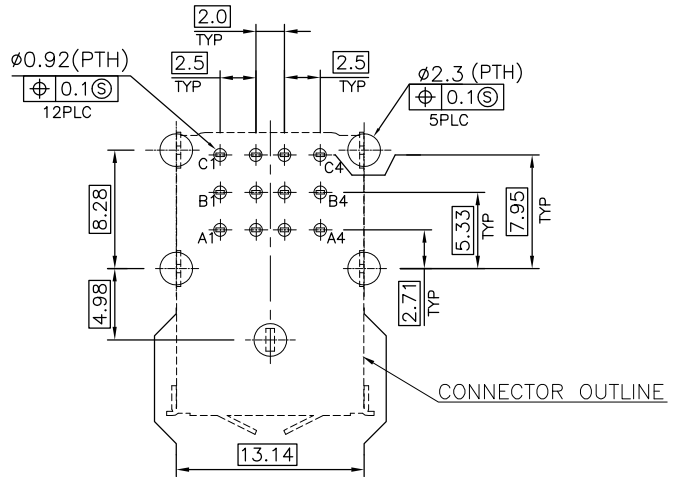 2.0
TYP
ø0.92(PTH)
⌖ 0.1Ⓢ
12PLC
2.5
TYP
2.5
TYP
ø2.3 (PTH)
⌖ 0.1Ⓢ
5PLC
C1
C4
B1
B4
A1
A4
8.28
4.98
2.71
TYP
5.33
TYP
7.95
TYP
CONNECTOR OUTLINE
13.14